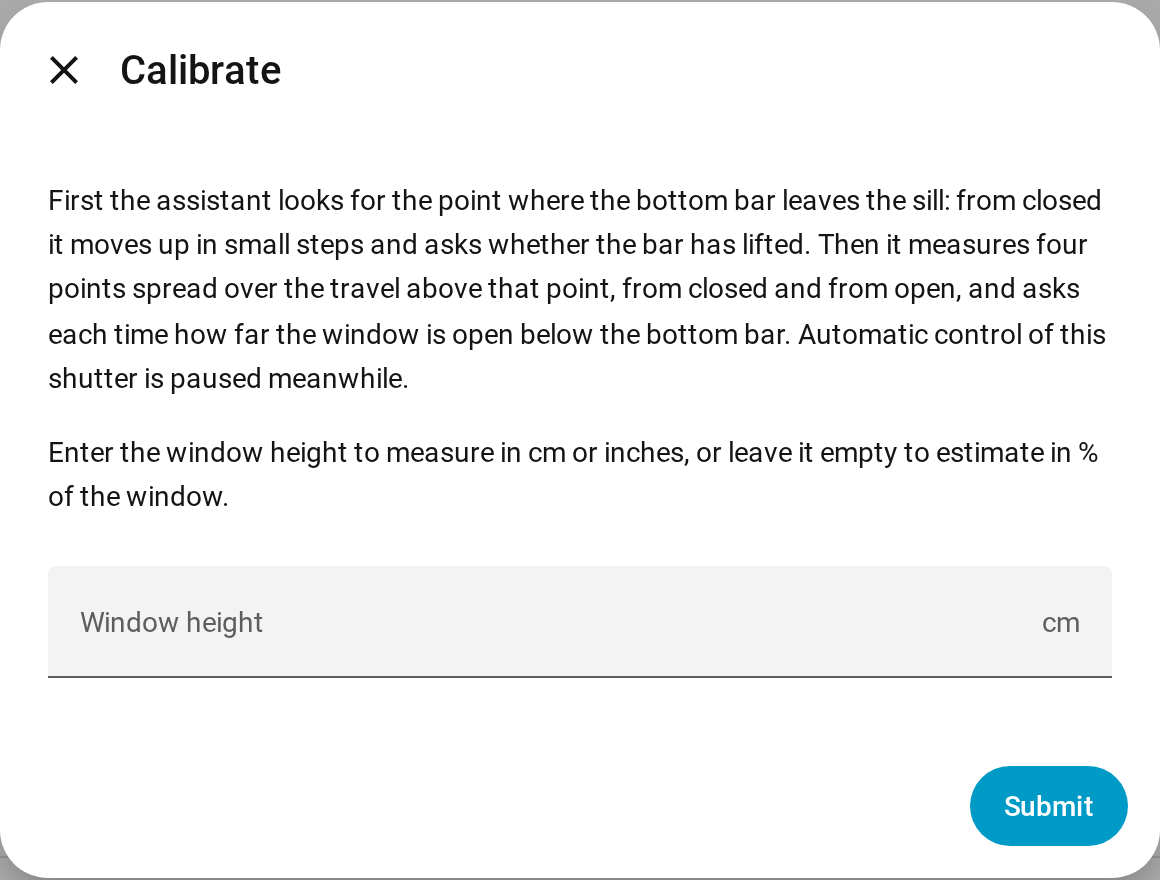 Calibrate
First the assistant looks for the point where the bottom bar leaves the sill: from closed
it moves up in small steps and asks whether the bar has lifted. Then it measures four
points spread over the travel above that point, from closed and from open, and asks
each time how far the window is open below the bottom bar. Automatic control of this
shutter is paused meanwhile.
Enter the window height to measure in cm or inches, or leave it empty to estimate in %
of the window.
Window height cm
Submit